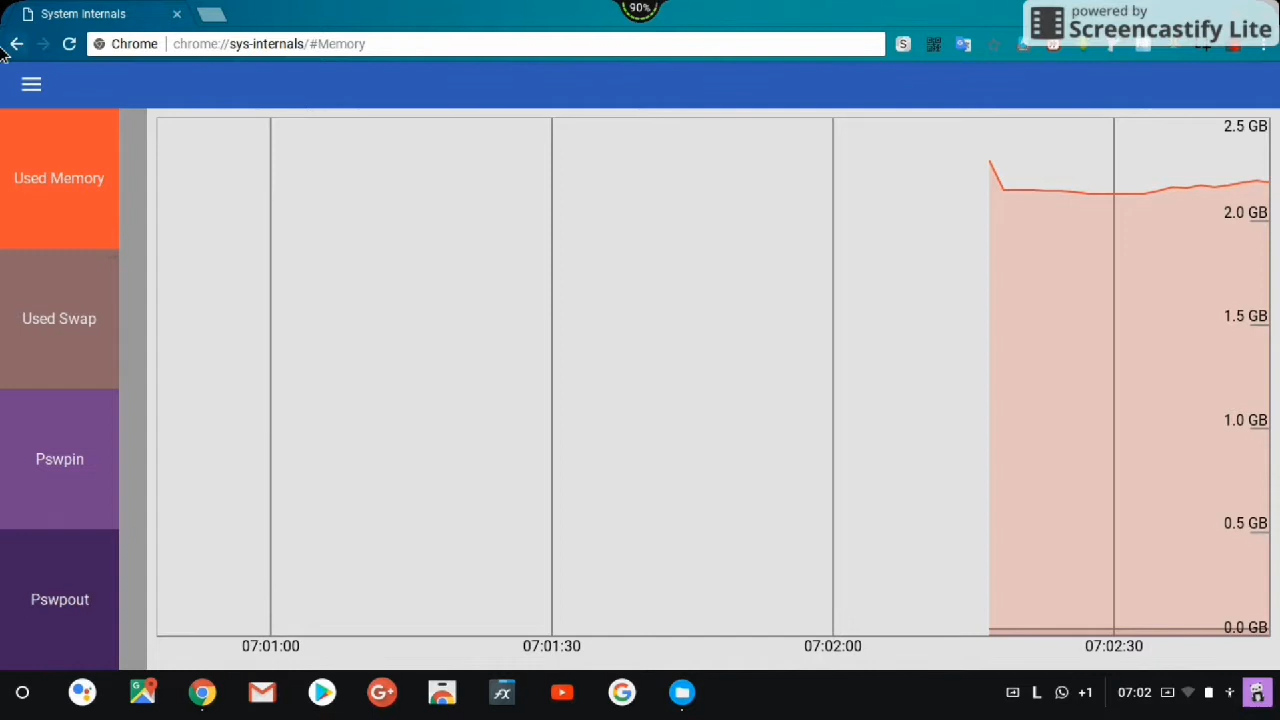 System Internals
90%
powered by
Screencastify Lite
Chrome
chrome://sys-internals/#Memory
Used Memory
Used Swap
Pswpin
Pswpout
2.5 GB
2.0 GB
1.5 GB
1.0 GB
0.5 GB
0.0 GB
07:01:00
07:01:30
07:02:00
07:02:30
L
+1
07:02